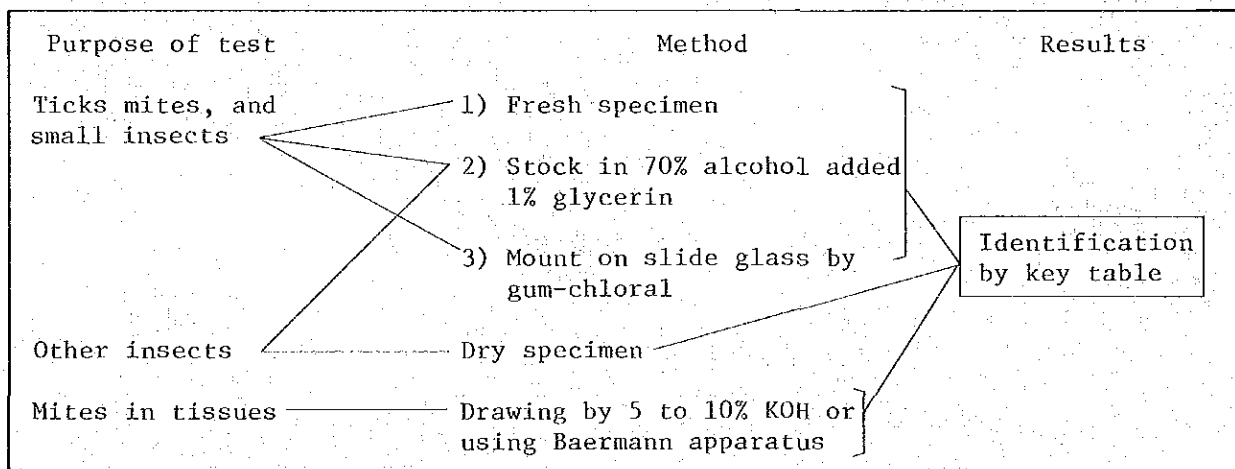 Purpose of test Method Results
Ticks mites, and
small insects
1) Fresh specimen
2) Stock in 70% alcohol added
1% glycerin
3) Mount on slide glass by
gum-chloral
Identification
by key table
Other insects Dry specimen
Mites in tissues Drawing by 5 to 10% KOH or
using Baermann apparatus